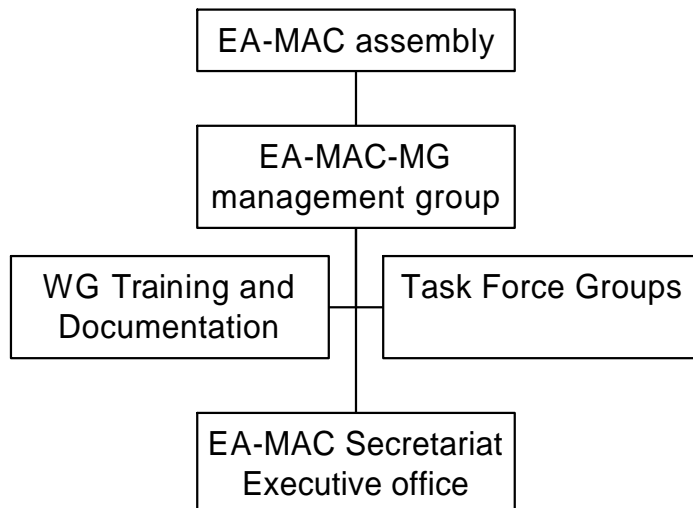 EA-MAC assembly
EA-MAC-MG
management group
WG Training and
Documentation
Task Force Groups
EA-MAC Secretariat
Executive office